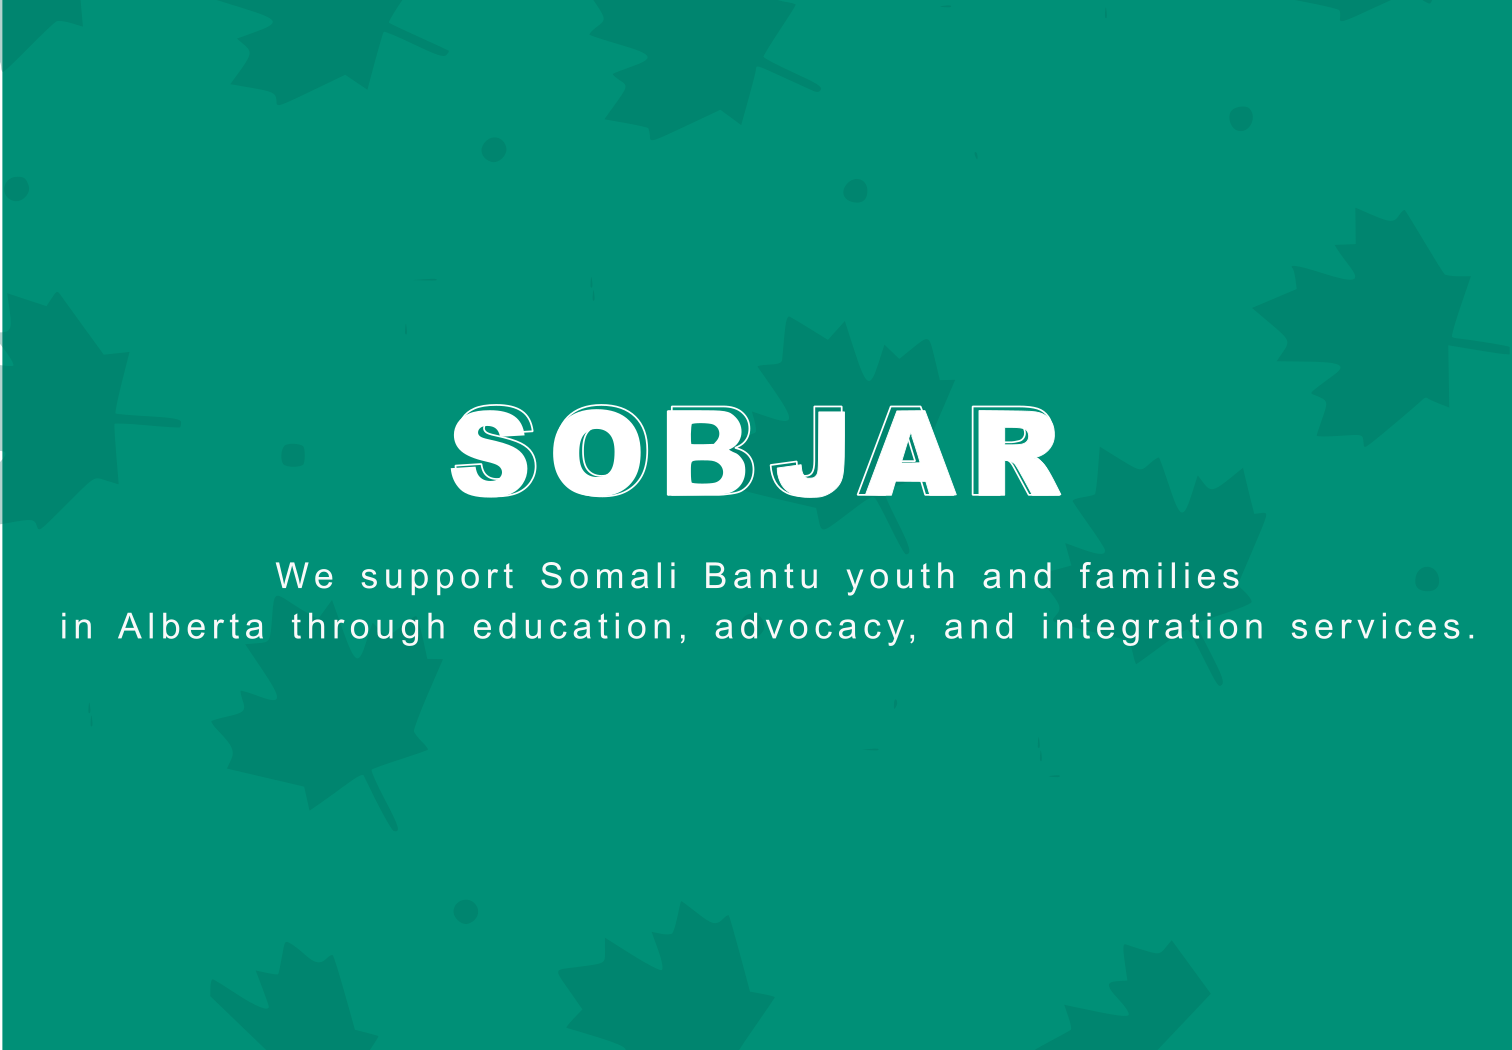 SOBJAR
We support Somali Bantu youth and families
in Alberta through education, advocacy, and integration services.